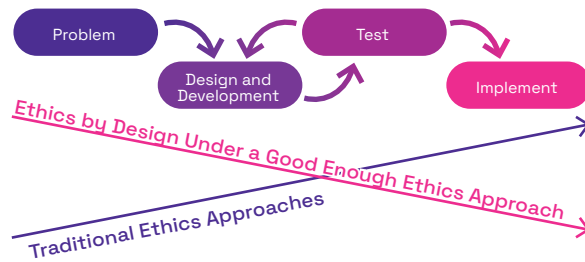 Problem
Test
Design and
Development
Implement
Ethics by Design Under a Good Enough Ethics Approach
Traditional Ethics Approaches